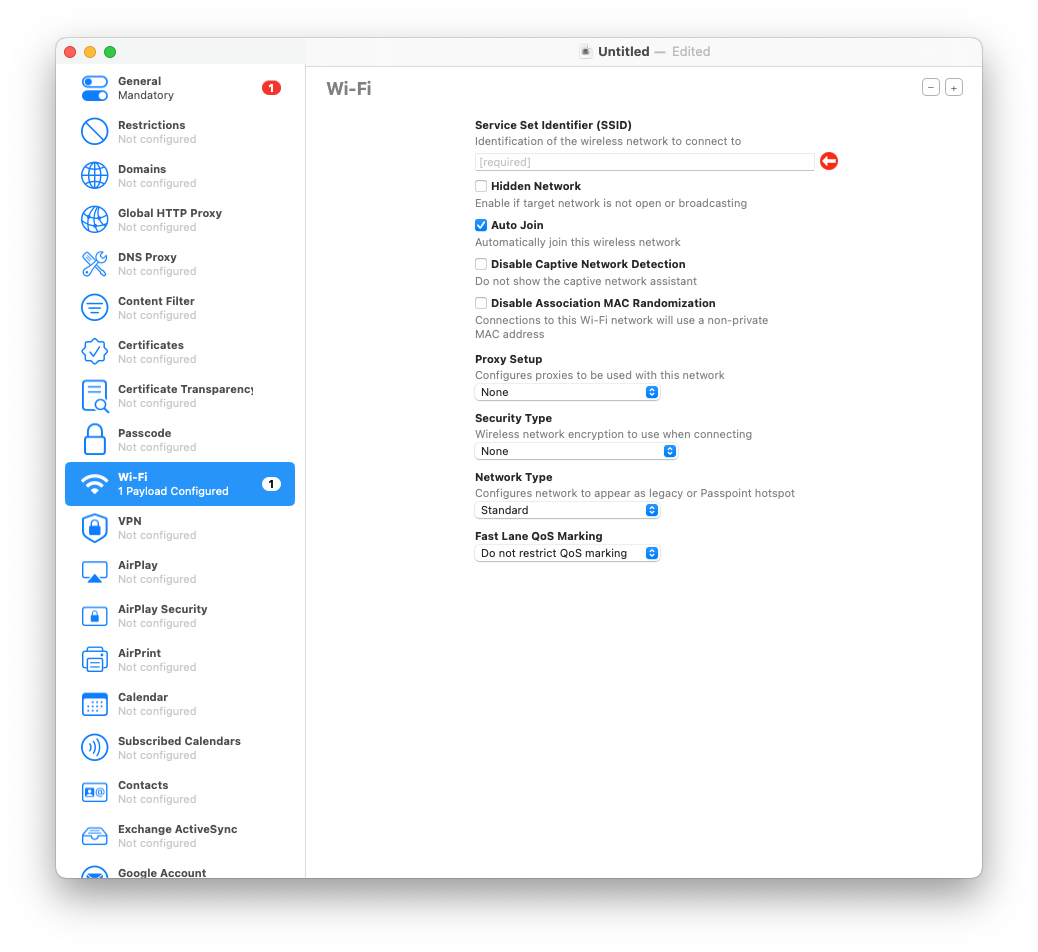 Untitled — Edited
General
Mandatory
1
Restrictions
Not configured
Domains
Not configured
Global HTTP Proxy
Not configured
DNS Proxy
Not configured
Content Filter
Not configured
Certificates
Not configured
Certificate Transparency
Not configured
Passcode
Not configured
Wi-Fi
1 Payload Configured
1
VPN
Not configured
AirPlay
Not configured
AirPlay Security
Not configured
AirPrint
Not configured
Calendar
Not configured
Subscribed Calendars
Not configured
Contacts
Not configured
Exchange ActiveSync
Not configured
Google Account
Wi-Fi
Service Set Identifier (SSID)
Identification of the wireless network to connect to
[required]
Hidden Network
Enable if target network is not open or broadcasting
Auto Join
Automatically join this wireless network
Disable Captive Network Detection
Do not show the captive network assistant
Disable Association MAC Randomization
Connections to this Wi-Fi network will use a non-private
MAC address
Proxy Setup
Configures proxies to be used with this network
None
Security Type
Wireless network encryption to use when connecting
None
Network Type
Configures network to appear as legacy or Passpoint hotspot
Standard
Fast Lane QoS Marking
Do not restrict QoS marking